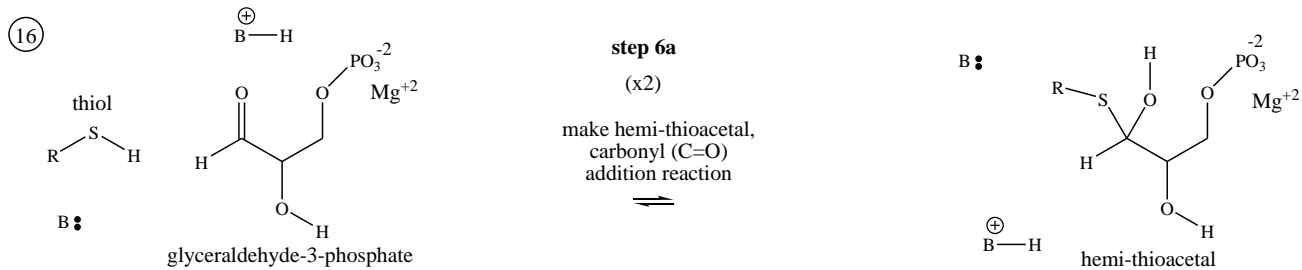 16
⊕
B—H
PO₃⁻²
Mg⁺²
O
O
thiol
S
R
H
H
O
H
B:
glyceraldehyde-3-phosphate
step 6a
(x2)
make hemi-thioacetal,
carbonyl (C=O)
addition reaction
⇌
B:
H
PO₃⁻²
Mg⁺²
R
S
O
O
H
O
H
⊕
B—H
hemi-thioacetal